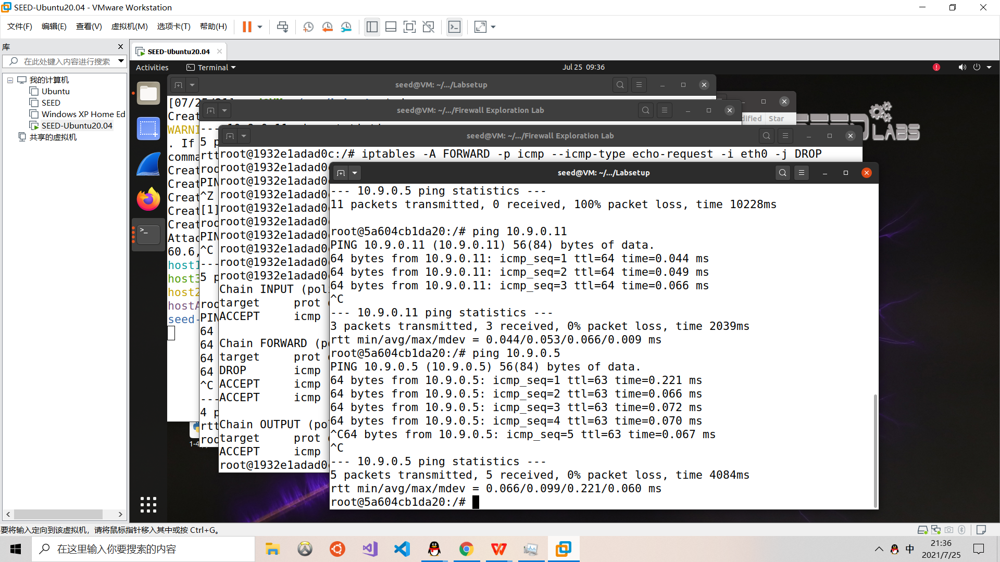 SEED-Ubuntu20.04 - VMware Workstation
文件(F) 编辑(E) 查看(V) 虚拟机(M) 选项卡(T) 帮助(H)
库
在此处键入内容进行搜索
我的计算机
Ubuntu
SEED
Windows XP Home Ed
SEED-Ubuntu20.04
共享的虚拟机
SEED-Ubuntu20.04
Activities
Terminal
Jul 25 09:36
seed@VM: ~/.../Labsetup
[07/2
Creat
WARNI
. If
comma
Creat
Creat
Creat
Creat
Creat
Attac
60.6,
host1
host3
host2
hostA
seed-
dified Star
LABS
seed@VM: ~/.../Firewall Exploration Lab
5 p
rtt
roo
PIN
^Z
[1]
roo
PIN
^C
---
5 p
roo
PIN
64
64
64
64
^C
---
4 p
rtt
roo
seed@VM: ~/.../Firewall Exploration Lab
root@1932e1adad0c:/# iptables -A FORWARD -p icmp --icmp-type echo-request -i eth0 -j DROP
root@1932e1adad0
root@1932e1adad0
root@1932e1adad0
root@1932e1adad0
root@1932e1adad0
root@1932e1adad0
root@1932e1adad0
root@1932e1adad0
root@1932e1adad0
Chain INPUT (pol
target prot
ACCEPT icmp
Chain FORWARD (p
target prot
DROP icmp
ACCEPT icmp
ACCEPT icmp
Chain OUTPUT (po
target prot
ACCEPT icmp
root@1932e1adad0
seed@VM: ~/.../Labsetup
--- 10.9.0.5 ping statistics ---
11 packets transmitted, 0 received, 100% packet loss, time 10228ms
root@5a604cb1da20:/# ping 10.9.0.11
PING 10.9.0.11 (10.9.0.11) 56(84) bytes of data.
64 bytes from 10.9.0.11: icmp_seq=1 ttl=64 time=0.044 ms
64 bytes from 10.9.0.11: icmp_seq=2 ttl=64 time=0.049 ms
64 bytes from 10.9.0.11: icmp_seq=3 ttl=64 time=0.066 ms
^C
--- 10.9.0.11 ping statistics ---
3 packets transmitted, 3 received, 0% packet loss, time 2039ms
rtt min/avg/max/mdev = 0.044/0.053/0.066/0.009 ms
root@5a604cb1da20:/# ping 10.9.0.5
PING 10.9.0.5 (10.9.0.5) 56(84) bytes of data.
64 bytes from 10.9.0.5: icmp_seq=1 ttl=63 time=0.221 ms
64 bytes from 10.9.0.5: icmp_seq=2 ttl=63 time=0.066 ms
64 bytes from 10.9.0.5: icmp_seq=3 ttl=63 time=0.072 ms
64 bytes from 10.9.0.5: icmp_seq=4 ttl=63 time=0.070 ms
^C64 bytes from 10.9.0.5: icmp_seq=5 ttl=63 time=0.067 ms
^C
--- 10.9.0.5 ping statistics ---
5 packets transmitted, 5 received, 0% packet loss, time 4084ms
rtt min/avg/max/mdev = 0.066/0.099/0.221/0.060 ms
root@5a604cb1da20:/#
要将输入定向到该虚拟机，请将鼠标指针移入其中或按 Ctrl+G。
在这里输入你要搜索的内容
中
21:36
2021/7/25